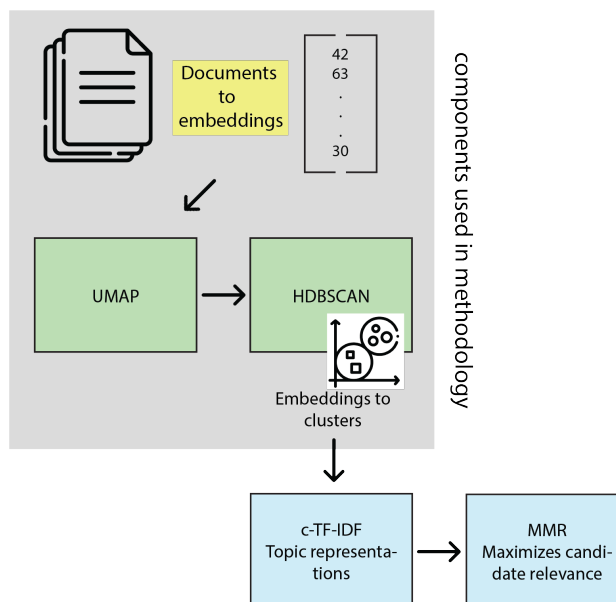 Documents
to
embeddings
42
63
.
.
.
30
components used in methodology
UMAP
HDBSCAN
Embeddings to
clusters
c-TF-IDF
Topic representa-
tions
MMR
Maximizes candi-
date relevance